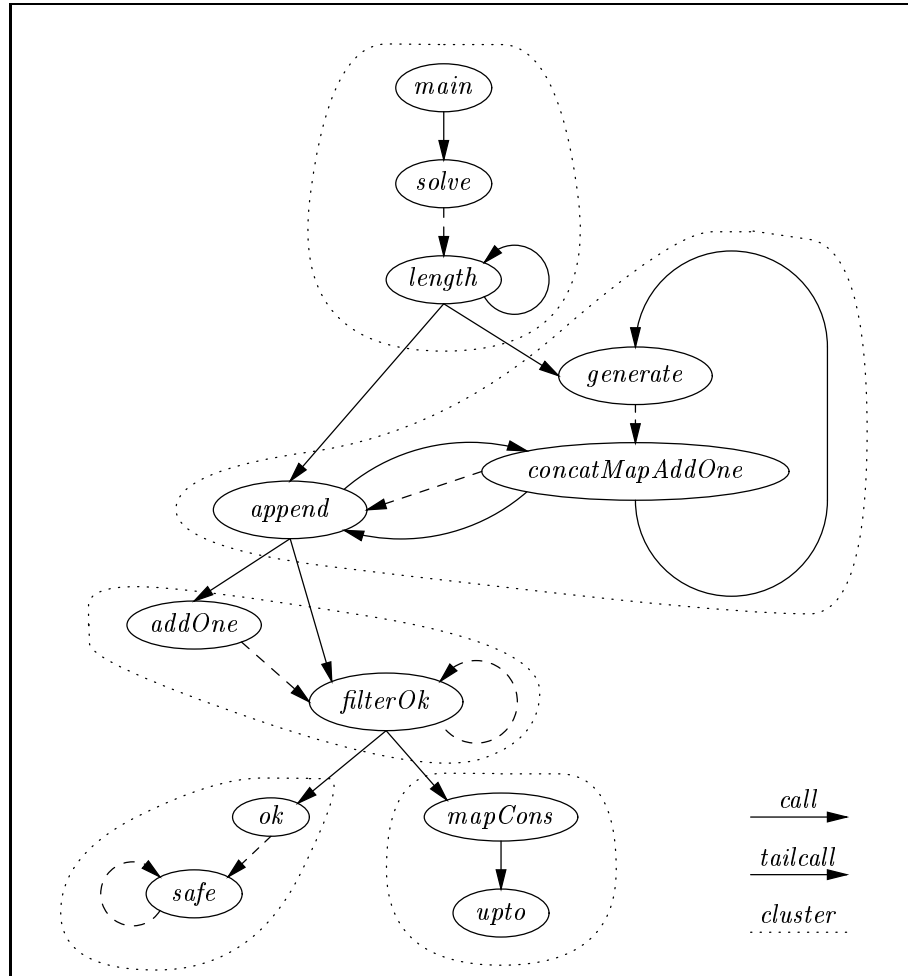 main
solve
length
generate
concatMapAddOne
append
addOne
filterOk
ok
mapCons
safe
upto
call
tailcall
cluster